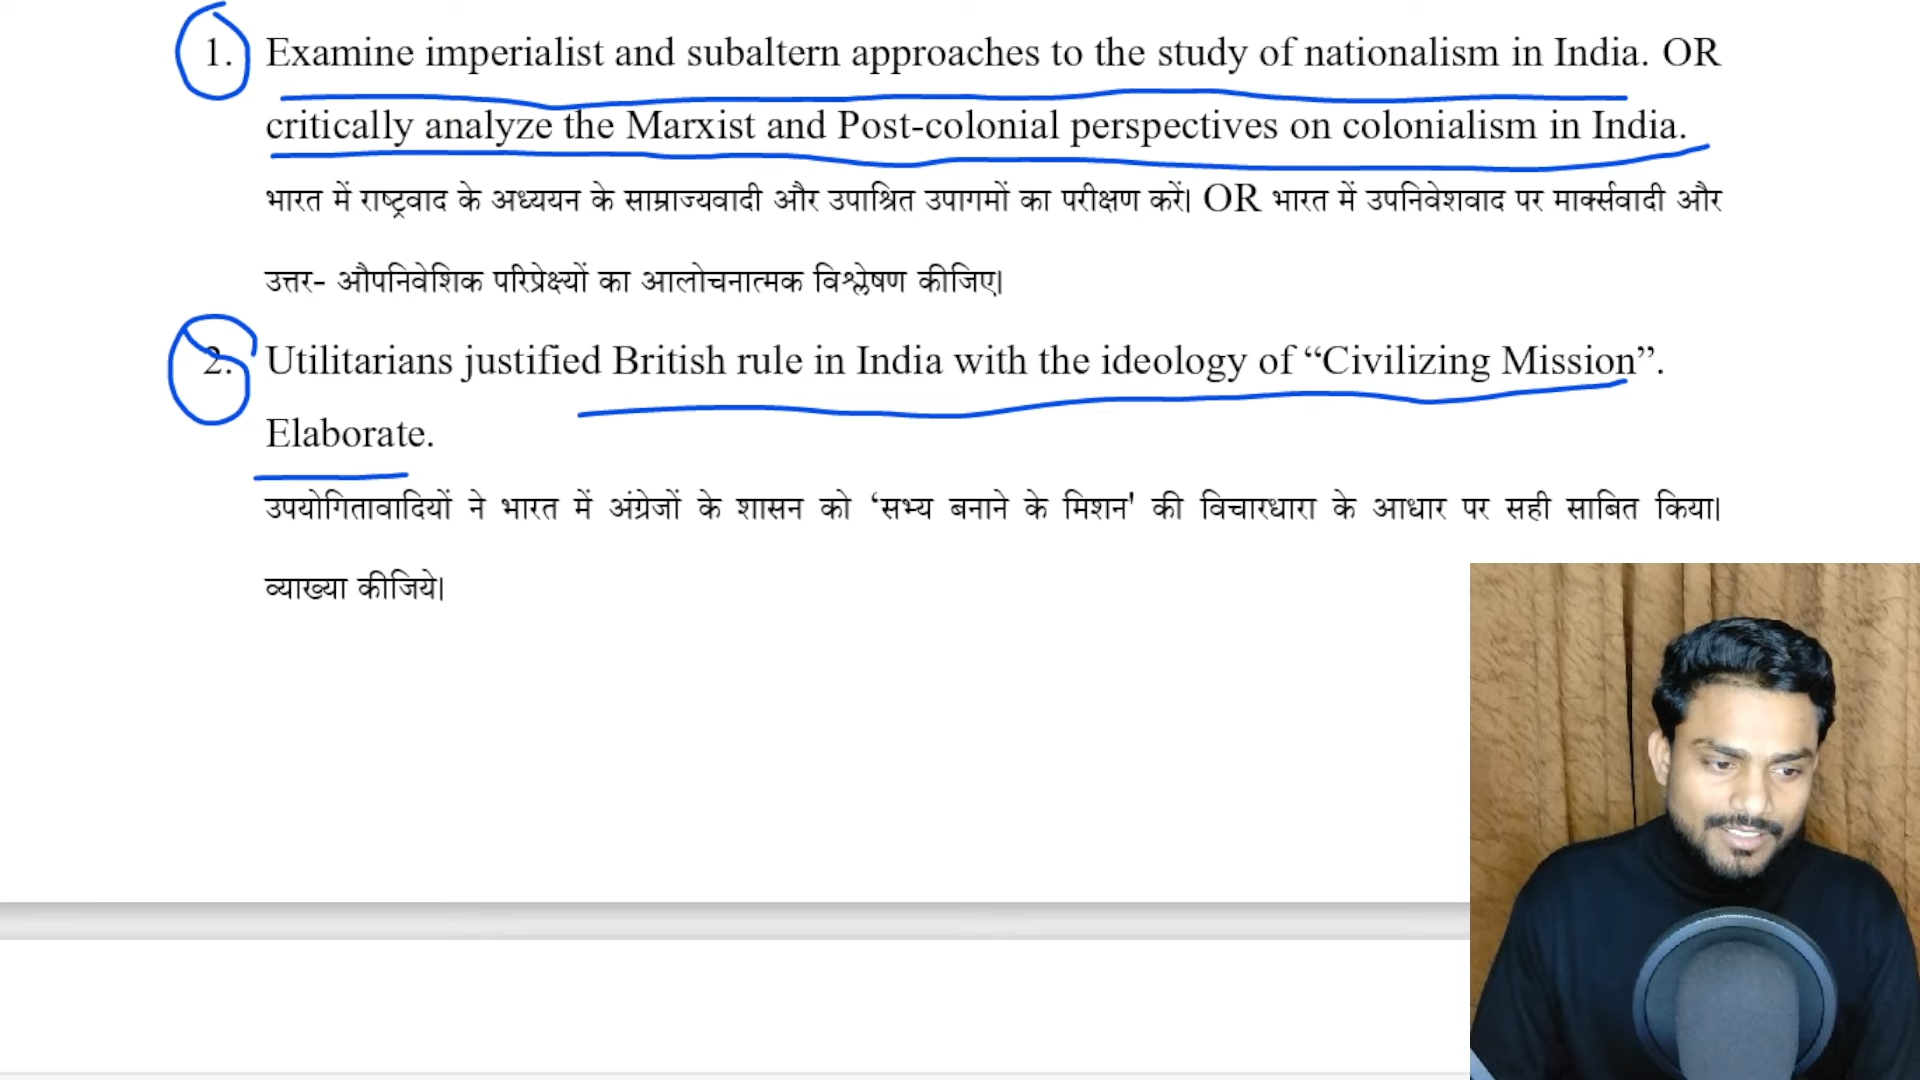 1. Examine imperialist and subaltern approaches to the study of nationalism in India. OR
critically analyze the Marxist and Post-colonial perspectives on colonialism in India.
भारत में राष्ट्रवाद के अध्ययन के साम्राज्यवादी और उपाश्रित उपागमों का परीक्षण करें। OR भारत में उपनिवेशवाद पर मार्क्सवादी और
उत्तर- औपनिवेशिक परिप्रेक्ष्यों का आलोचनात्मक विश्लेषण कीजिए।
2. Utilitarians justified British rule in India with the ideology of “Civilizing Mission”.
Elaborate.
उपयोगितावादियों ने भारत में अंग्रेजों के शासन को ‘सभ्य बनाने के मिशन' की विचारधारा के आधार पर सही साबित किया।
व्याख्या कीजिये।